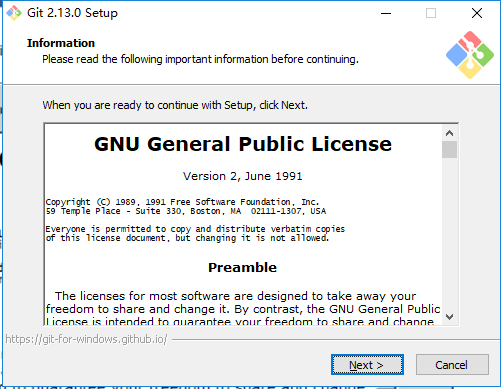 Git 2.13.0 Setup
Information
Please read the following important information before continuing.
When you are ready to continue with Setup, click Next.
GNU General Public License
Version 2, June 1991
Copyright (C) 1989, 1991 Free Software Foundation, Inc.
59 Temple Place - Suite 330, Boston, MA  02111-1307, USA
Everyone is permitted to copy and distribute verbatim copies
of this license document, but changing it is not allowed.
Preamble
The licenses for most software are designed to take away your
freedom to share and change it. By contrast, the GNU General Public
License is intended to guarantee your freedom to share and change
https://git-for-windows.github.io/
Next >
Cancel